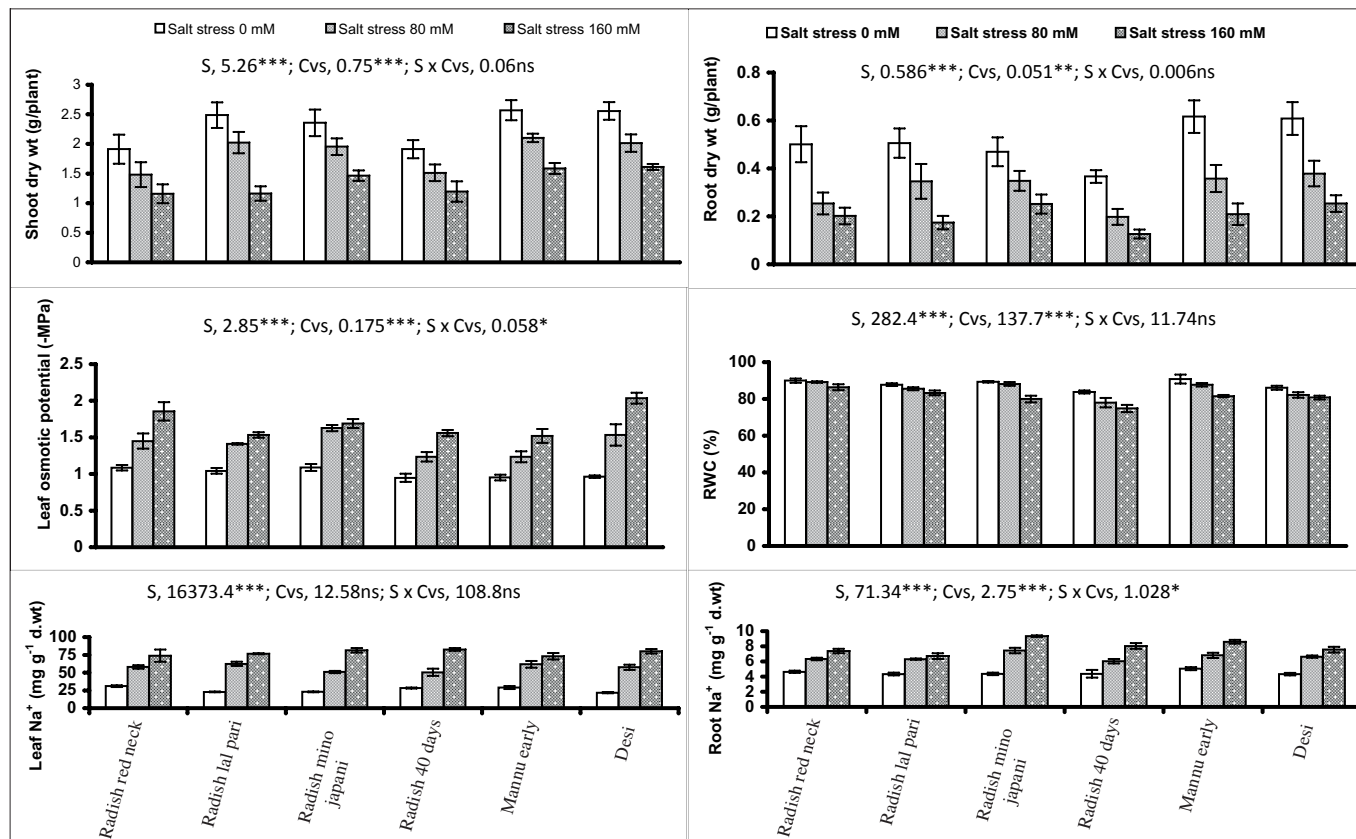 Salt stress 0 mM Salt stress 80 mM Salt stress 160 mM
S, 5.26***; Cvs, 0.75***; S x Cvs, 0.06ns
Shoot dry wt (g/plant)
3
2.5
2
1.5
1
0.5
0
Salt stress 0 mM Salt stress 80 mM Salt stress 160 mM
S, 0.586***; Cvs, 0.051**; S x Cvs, 0.006ns
Root dry wt (g/plant)
0.8
0.6
0.4
0.2
0.0
S, 2.85***; Cvs, 0.175***; S x Cvs, 0.058*
Leaf osmotic potential (-MPa)
2.5
2
1.5
1
0.5
0
S, 282.4***; Cvs, 137.7***; S x Cvs, 11.74ns
RWC (%)
100
80
60
40
20
0
S, 16373.4***; Cvs, 12.58ns; S x Cvs, 108.8ns
Leaf Na⁺ (mg g⁻¹ d.wt)
100
75
50
25
0
Radish red neck
Radish lal pari
Radish mino
japani
Radish 40 days
Mannu early
Desi
S, 71.34***; Cvs, 2.75***; S x Cvs, 1.028*
Root Na⁺ (mg g⁻¹ d.wt)
10
8
6
4
2
0
Radish red neck
Radish lal pari
Radish mino
japani
Radish 40 days
Mannu early
Desi